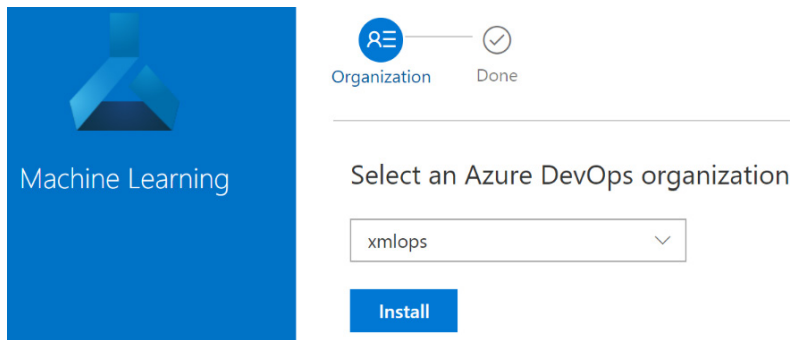 Machine Learning
Organization
Done
Select an Azure DevOps organization
xmlops
Install